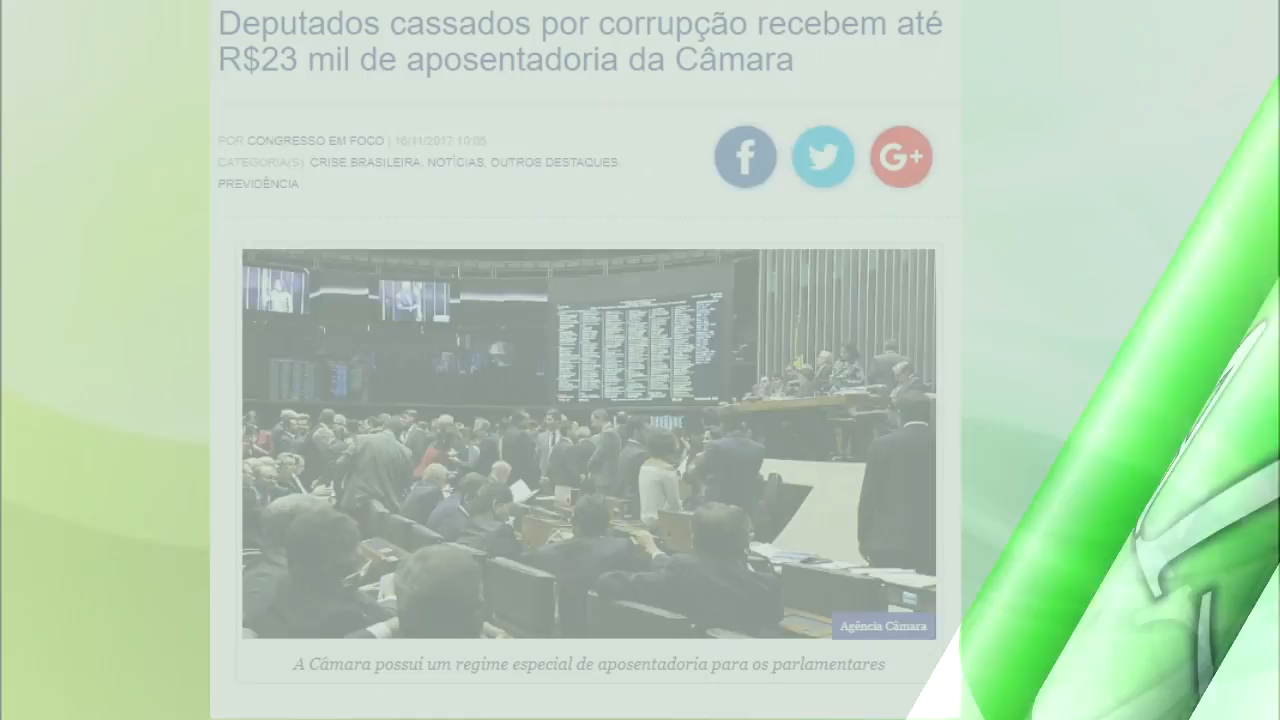 Deputados cassados por corrupção recebem até
R$23 mil de aposentadoria da Câmara
POR CONGRESSO EM FOCO | 16/11/2017 10:05
CATEGORIA(S): CRISE BRASILEIRA, NOTÍCIAS, OUTROS DESTAQUES,
PREVIDÊNCIA
Agência Câmara
A Câmara possui um regime especial de aposentadoria para os parlamentares